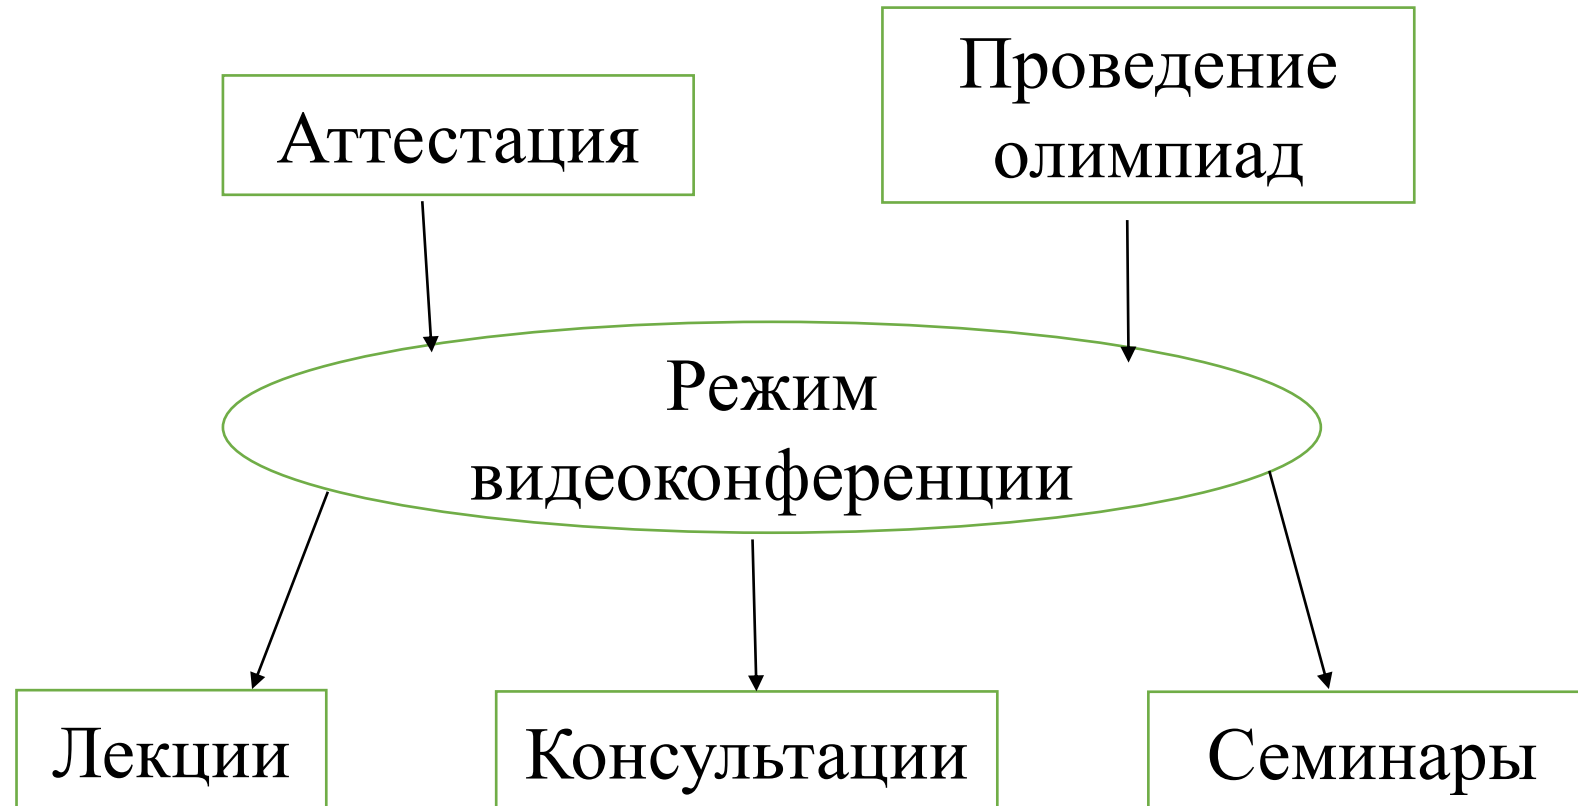 Аттестация
Проведение
олимпиад
Режим
видеоконференции
Лекции
Консультации
Семинары